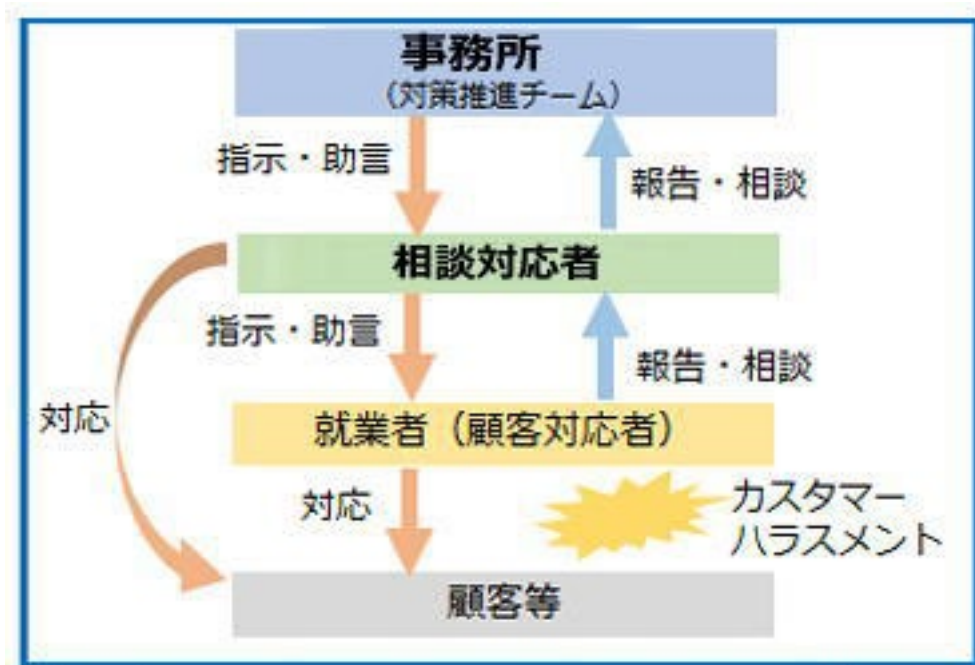 事務所
（対策推進チーム）
指示・助言
報告・相談
相談対応者
指示・助言
報告・相談
対応
就業者（顧客対応者）
対応
カスタマー
ハラスメント
顧客等